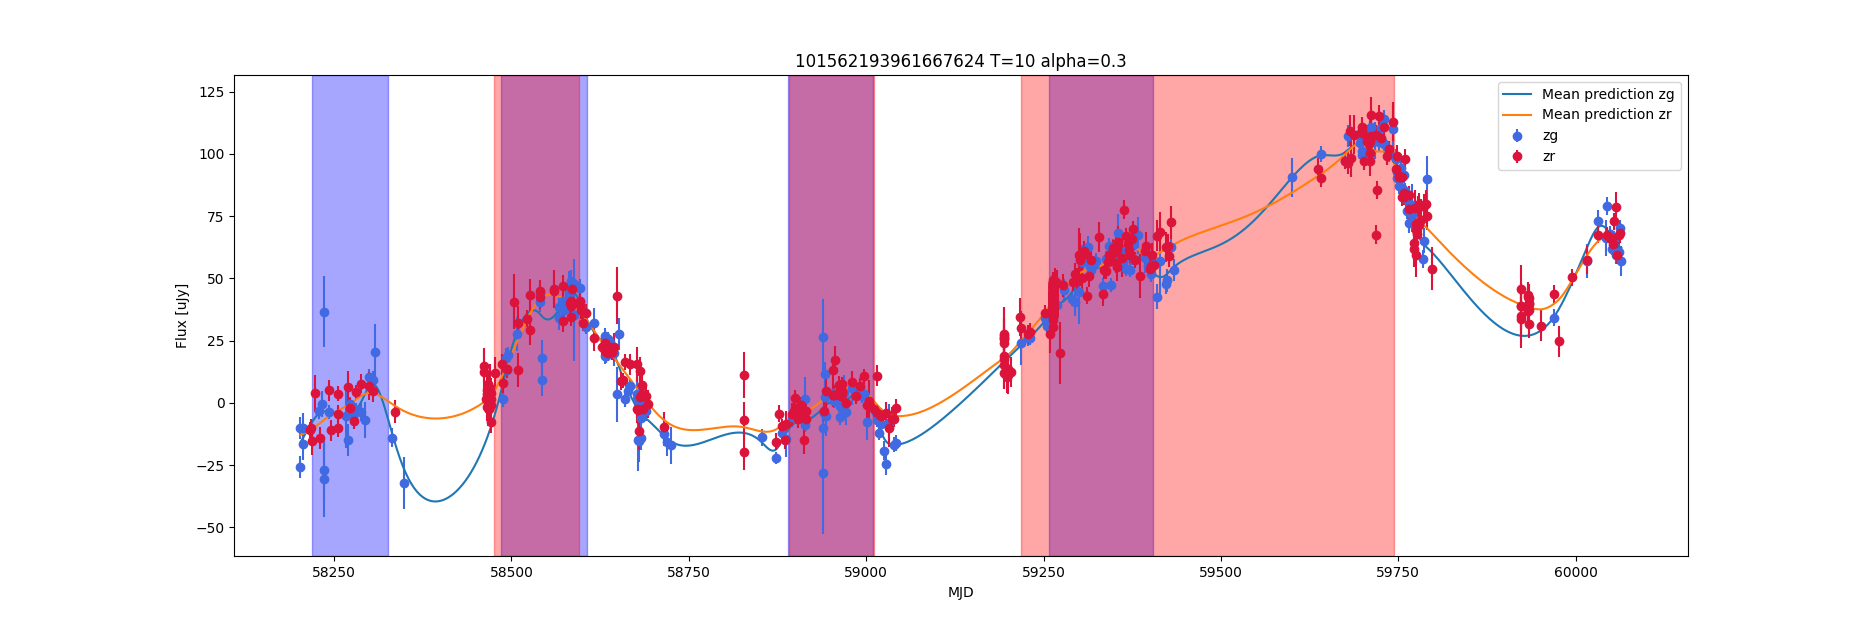 101562193961667624 T=10 alpha=0.3
Flux [uJy]
125
100
75
50
25
0
−25
−50
58250 58500 58750 59000 59250 59500 59750 60000
MJD
Mean prediction zg
Mean prediction zr
zg
zr